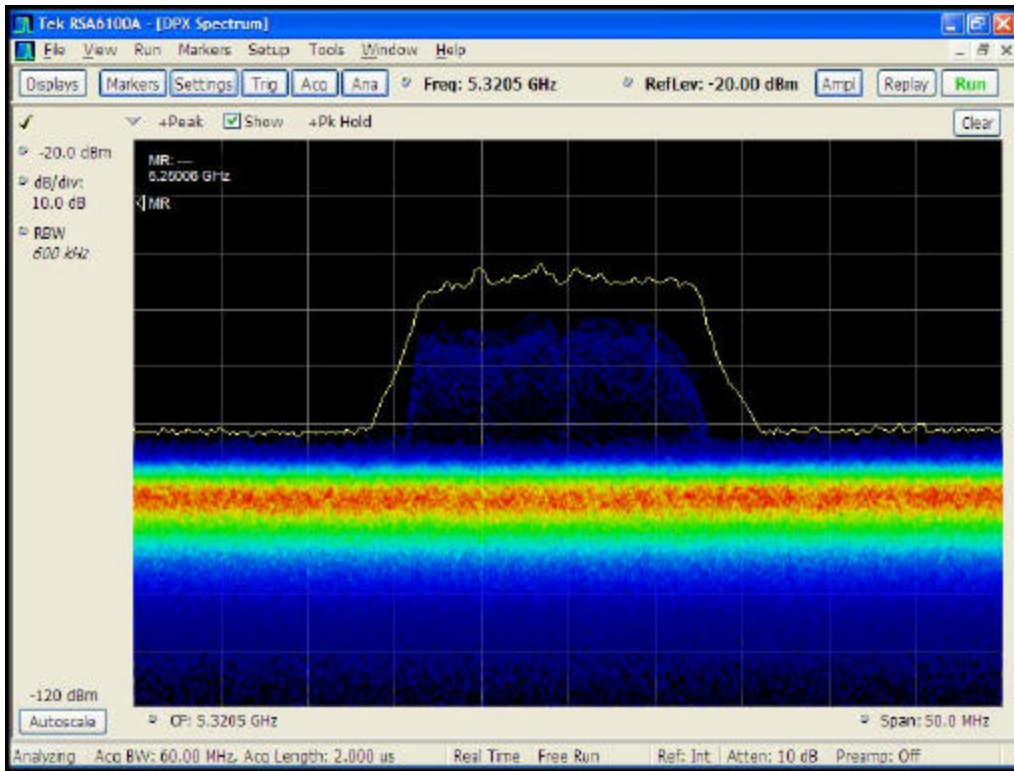 Tek RSA6100A - [DPX Spectrum]
File View Run Markers Setup Tools Window Help
Displays Markers Settings Trig Acq Ana Freq: 5.3205 GHz RefLev: -20.00 dBm Ampl Replay Run
+Peak Show +Pk Hold Clear
-20.0 dBm
dB/div:
10.0 dB
RBW
600 kHz
MR: ---
GHz
MR
-120 dBm
Autoscale CF: 5.3205 GHz Span: 50.0 MHz
Analyzing Acq BW: 60.00 MHz, Acq Length: 2.000 us Real Time Free Run Ref: Int Atten: 10 dB Preamp: Off